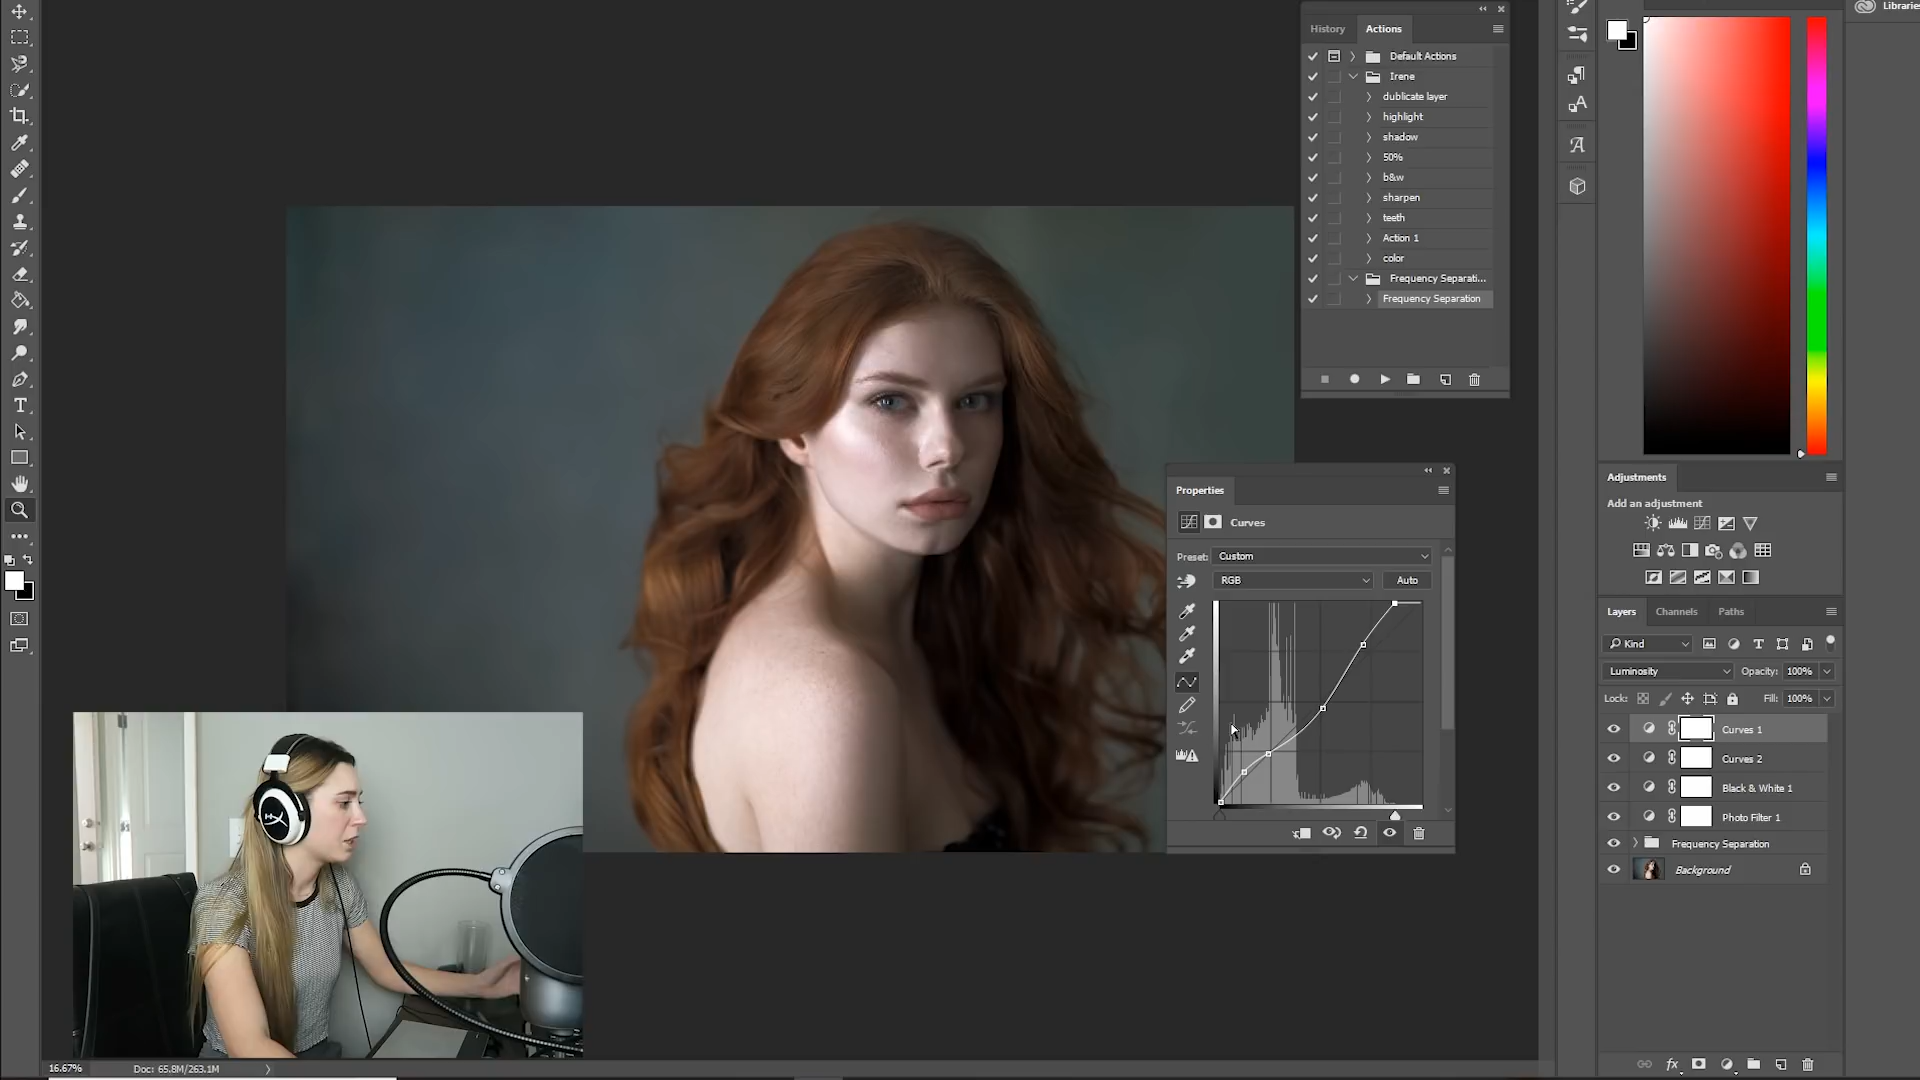 History
Actions
Default Actions
Irene
dublicate layer
highlight
shadow
50%
b&w
sharpen
teeth
Action 1
color
Frequency Separati...
Frequency Separation
Properties
Curves
Preset: Custom
RGB
Auto
Libraries
Adjustments
Add an adjustment
Layers
Channels
Paths
Kind
Luminosity
Opacity: 100%
Lock:
Fill: 100%
Curves 1
Curves 2
Black & White 1
Photo Filter 1
Frequency Separation
Background
fx
16.67%
Doc: 65.8M/263.1M